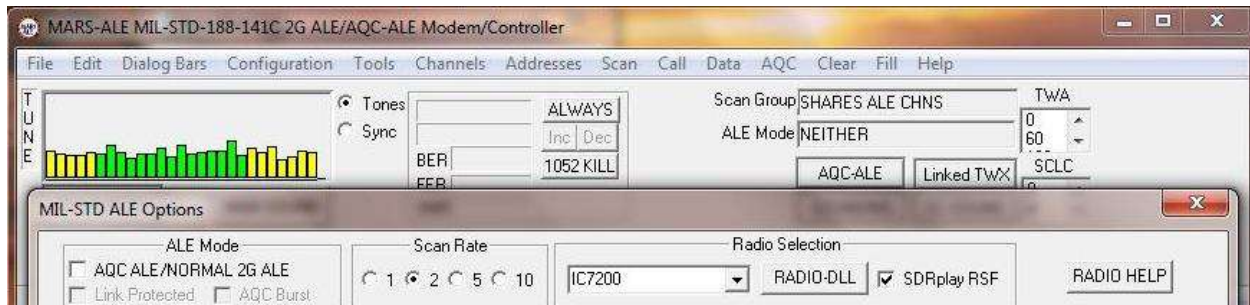 MARS-ALE MIL-STD-188-141C 2G ALE/AQC-ALE Modem/Controller
File Edit Dialog Bars Configuration Tools Channels Addresses Scan Call Data AQC Clear Fill Help
TUNE
Tones
Sync
ALWAYS
Inc Dec
BER
1052 KILL
FER
Scan Group SHARES ALE CHNS
ALE Mode NEITHER
AQC-ALE Linked TWX
TWA
0
60
SCLC
MIL-STD ALE Options
ALE Mode
AQC ALE/NORMAL 2G ALE
Link Protected AQC Burst
Scan Rate
1 2 5 10
Radio Selection
IC7200 RADIO-DLL SDRplay RSF
RADIO HELP